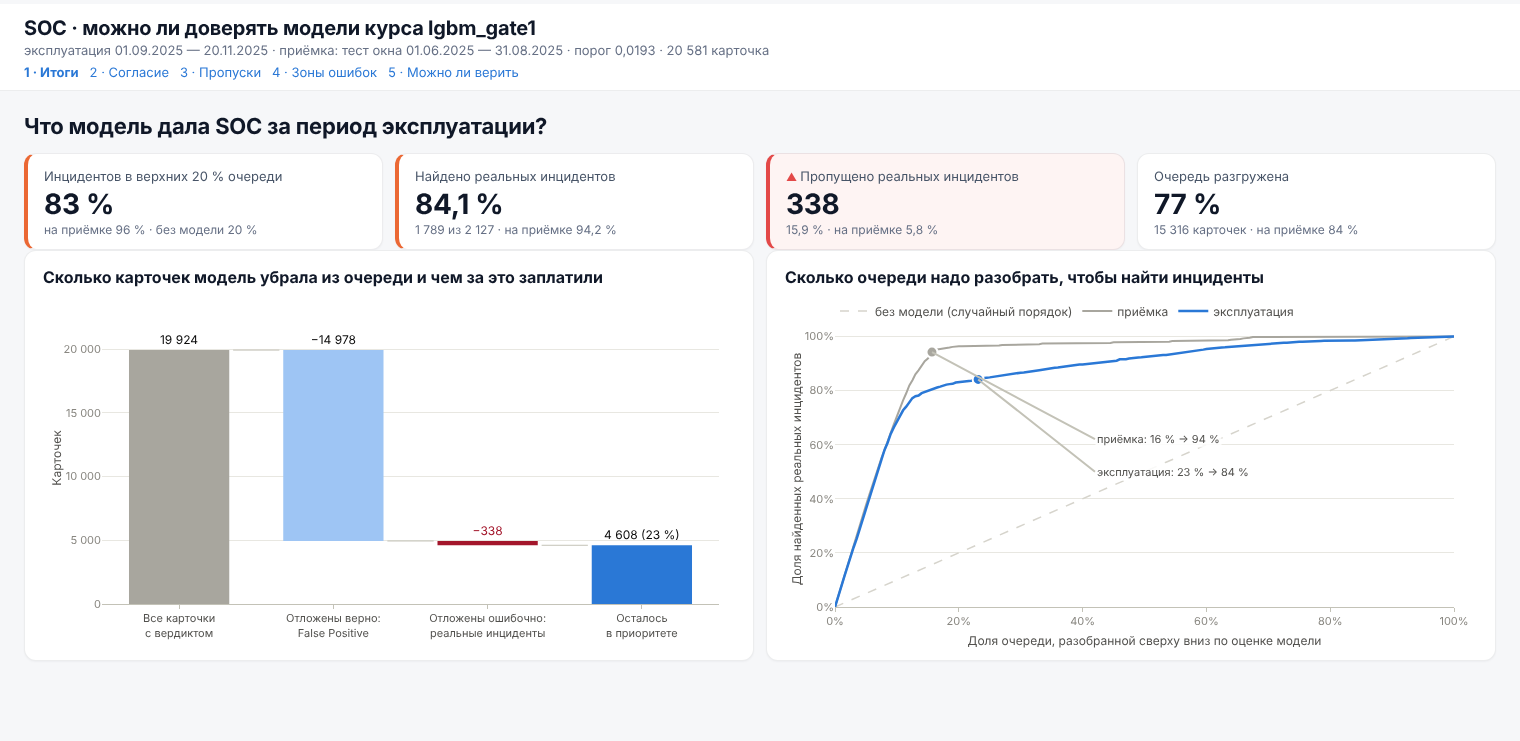 SOC · можно ли доверять модели курса lgbm_gate1
эксплуатация 01.09.2025 — 20.11.2025 · приёмка: тест окна 01.06.2025 — 31.08.2025 · порог 0,0193 · 20 581 карточка
1 · Итоги 2 · Согласие 3 · Пропуски 4 · Зоны ошибок 5 · Можно ли верить
Что модель дала SOC за период эксплуатации?
Инцидентов в верхних 20 % очереди
83 %
на приёмке 96 % · без модели 20 %
Найдено реальных инцидентов
84,1 %
1 789 из 2 127 · на приёмке 94,2 %
▲ Пропущено реальных инцидентов
338
15,9 % · на приёмке 5,8 %
Очередь разгружена
77 %
15 316 карточек · на приёмке 84 %
Сколько карточек модель убрала из очереди и чем за это заплатили
19 924
−14 978
−338
4 608 (23 %)
20 000
15 000
10 000
5 000
0
Карточек
Все карточки
с вердиктом
Отложены верно:
False Positive
Отложены ошибочно:
реальные инциденты
Осталось
в приоритете
Сколько очереди надо разобрать, чтобы найти инциденты
без модели (случайный порядок) приёмка эксплуатация
100%
80%
60%
40%
20%
0%
Доля найденных реальных инцидентов
приёмка: 16 % → 94 %
эксплуатация: 23 % → 84 %
0% 20% 40% 60% 80% 100%
Доля очереди, разобранной сверху вниз по оценке модели